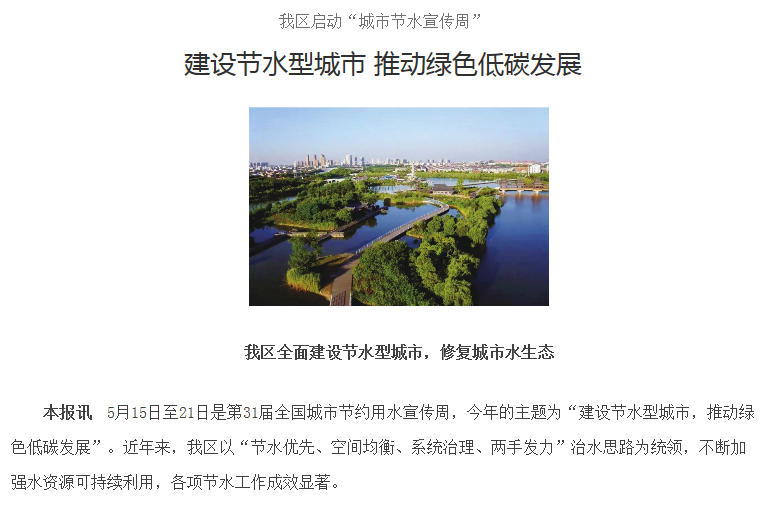 我区启动“城市节水宣传周”
建设节水型城市 推动绿色低碳发展
我区全面建设节水型城市，修复城市水生态
本报讯 5月15日至21日是第31届全国城市节约用水宣传周，今年的主题为“建设节水型城市，推动绿
色低碳发展”。近年来，我区以“节水优先、空间均衡、系统治理、两手发力”治水思路为统领，不断加
强水资源可持续利用，各项节水工作成效显著。